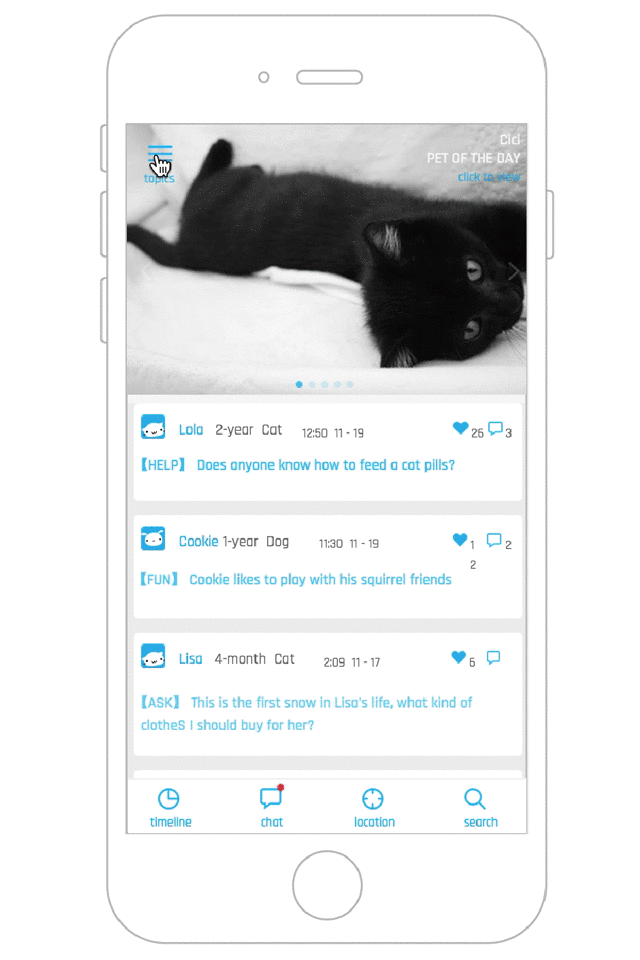 Cici
PET OF THE DAY
click to view
topics
Lola 2-year Cat 12:50 11 - 19 26 3
【HELP】 Does anyone know how to feed a cat pills?
Cookie 1-year Dog 11:30 11 - 19 1 2
2
【FUN】 Cookie likes to play with his squirrel friends
Lisa 4-month Cat 2:09 11 - 17 6
【ASK】 This is the first snow in Lisa's life, what kind of
clotheS I should buy for her?
timeline chat location search